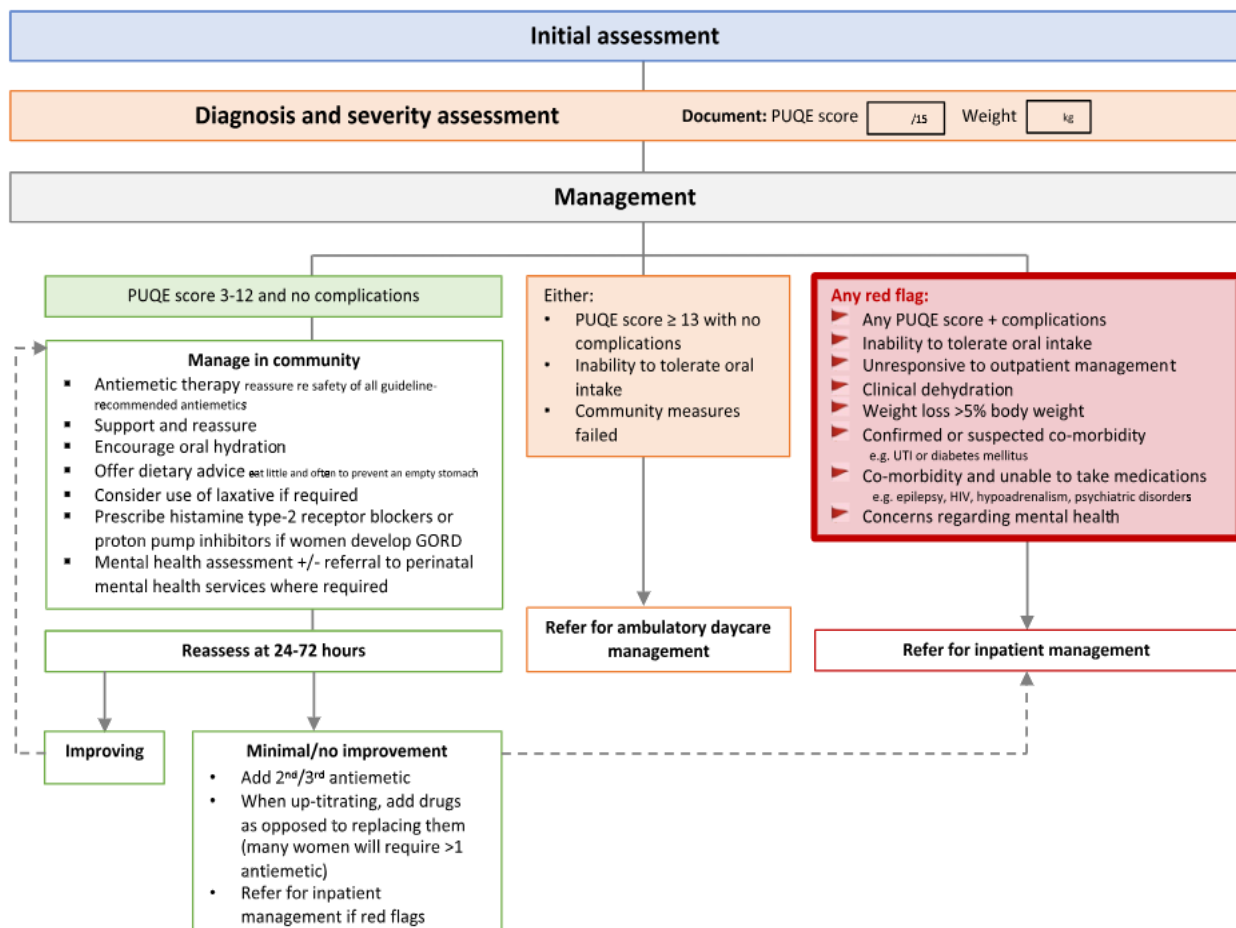 Initial assessment
Diagnosis and severity assessment Document: PUQE score /15 Weight kg
Management
PUQE score 3-12 and no complications
Manage in community
▪ Antiemetic therapy reassure re safety of all guideline-
recommended antiemetics
▪ Support and reassure
▪ Encourage oral hydration
▪ Offer dietary advice eat little and often to prevent an empty stomach
▪ Consider use of laxative if required
▪ Prescribe histamine type-2 receptor blockers or
proton pump inhibitors if women develop GORD
▪ Mental health assessment +/- referral to perinatal
mental health services where required
Reassess at 24-72 hours
Improving
Minimal/no improvement
• Add 2nd/3rd antiemetic
• When up-titrating, add drugs
as opposed to replacing them
(many women will require >1
antiemetic)
• Refer for inpatient
management if red flags
Either:
• PUQE score ≥ 13 with no
complications
• Inability to tolerate oral
intake
• Community measures
failed
Refer for ambulatory daycare
management
Any red flag:
Any PUQE score + complications
Inability to tolerate oral intake
Unresponsive to outpatient management
Clinical dehydration
Weight loss >5% body weight
Confirmed or suspected co-morbidity
e.g. UTI or diabetes mellitus
Co-morbidity and unable to take medications
e.g. epilepsy, HIV, hypoadrenalism, psychiatric disorders
Concerns regarding mental health
Refer for inpatient management